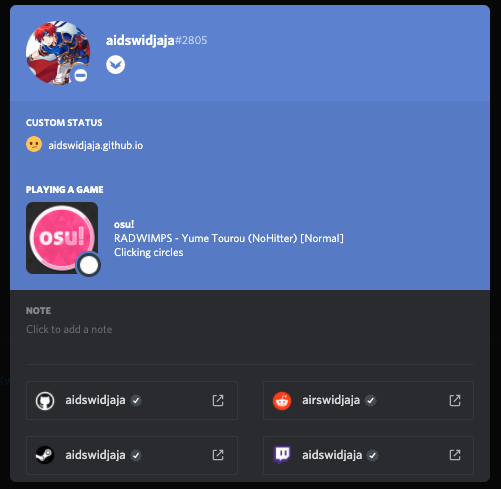 aidswidjaja#2805
CUSTOM STATUS
aidswidjaja.github.io
PLAYING A GAME
osu!
osu!
RADWIMPS - Yume Tourou (NoHitter) [Normal]
Clicking circles
NOTE
Click to add a note
aidswidjaja
airswidjaja
aidswidjaja
aidswidjaja